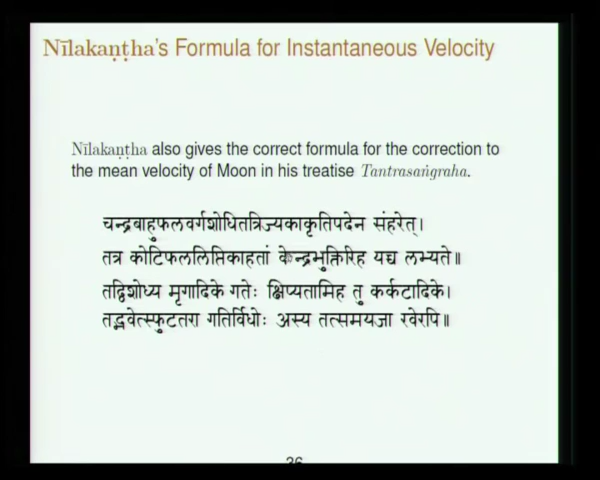 Nīlakaṇṭha's Formula for Instantaneous Velocity
Nīlakaṇṭha also gives the correct formula for the correction to
the mean velocity of Moon in his treatise Tantrasaṅgraha.
चन्द्रबाहुफलवर्गशोधितत्रिज्यकाकृतिपदेन संहरेत्।
तत्र कोटिफललिप्तिकाहतां केन्द्रभुक्तिरिह यच्च लभ्यते॥
तद्विशोध्य मृगादिके गतेः क्षिप्यतामिह तु कर्कटादिके।
तद्भवेत्स्फुटतरा गतिर्विधोः अस्य तत्समयजा रवेरपि॥
36